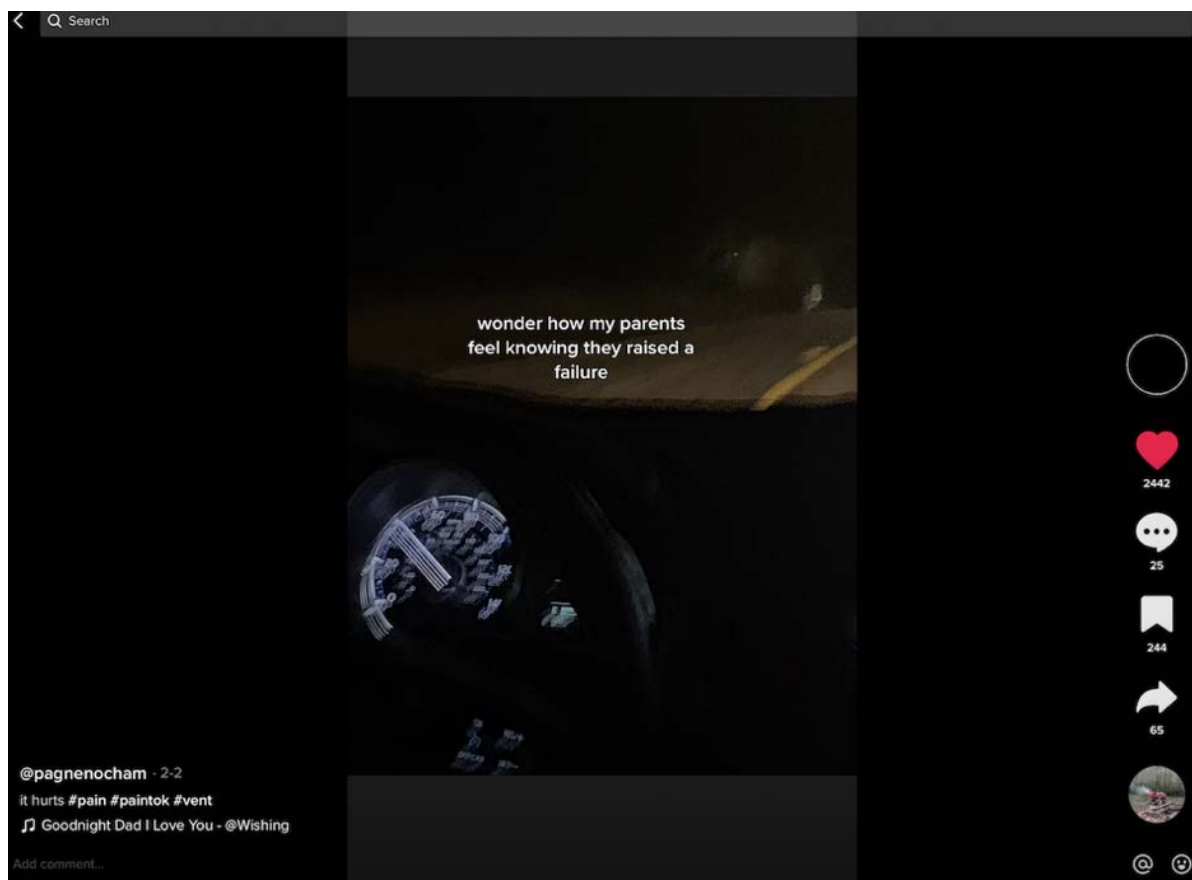 Search
wonder how my parents
feel knowing they raised a
failure
2442
25
244
65
@pagnenocham · 2-2
it hurts #pain #paintok #vent
Goodnight Dad I Love You - @Wishing
Add comment...